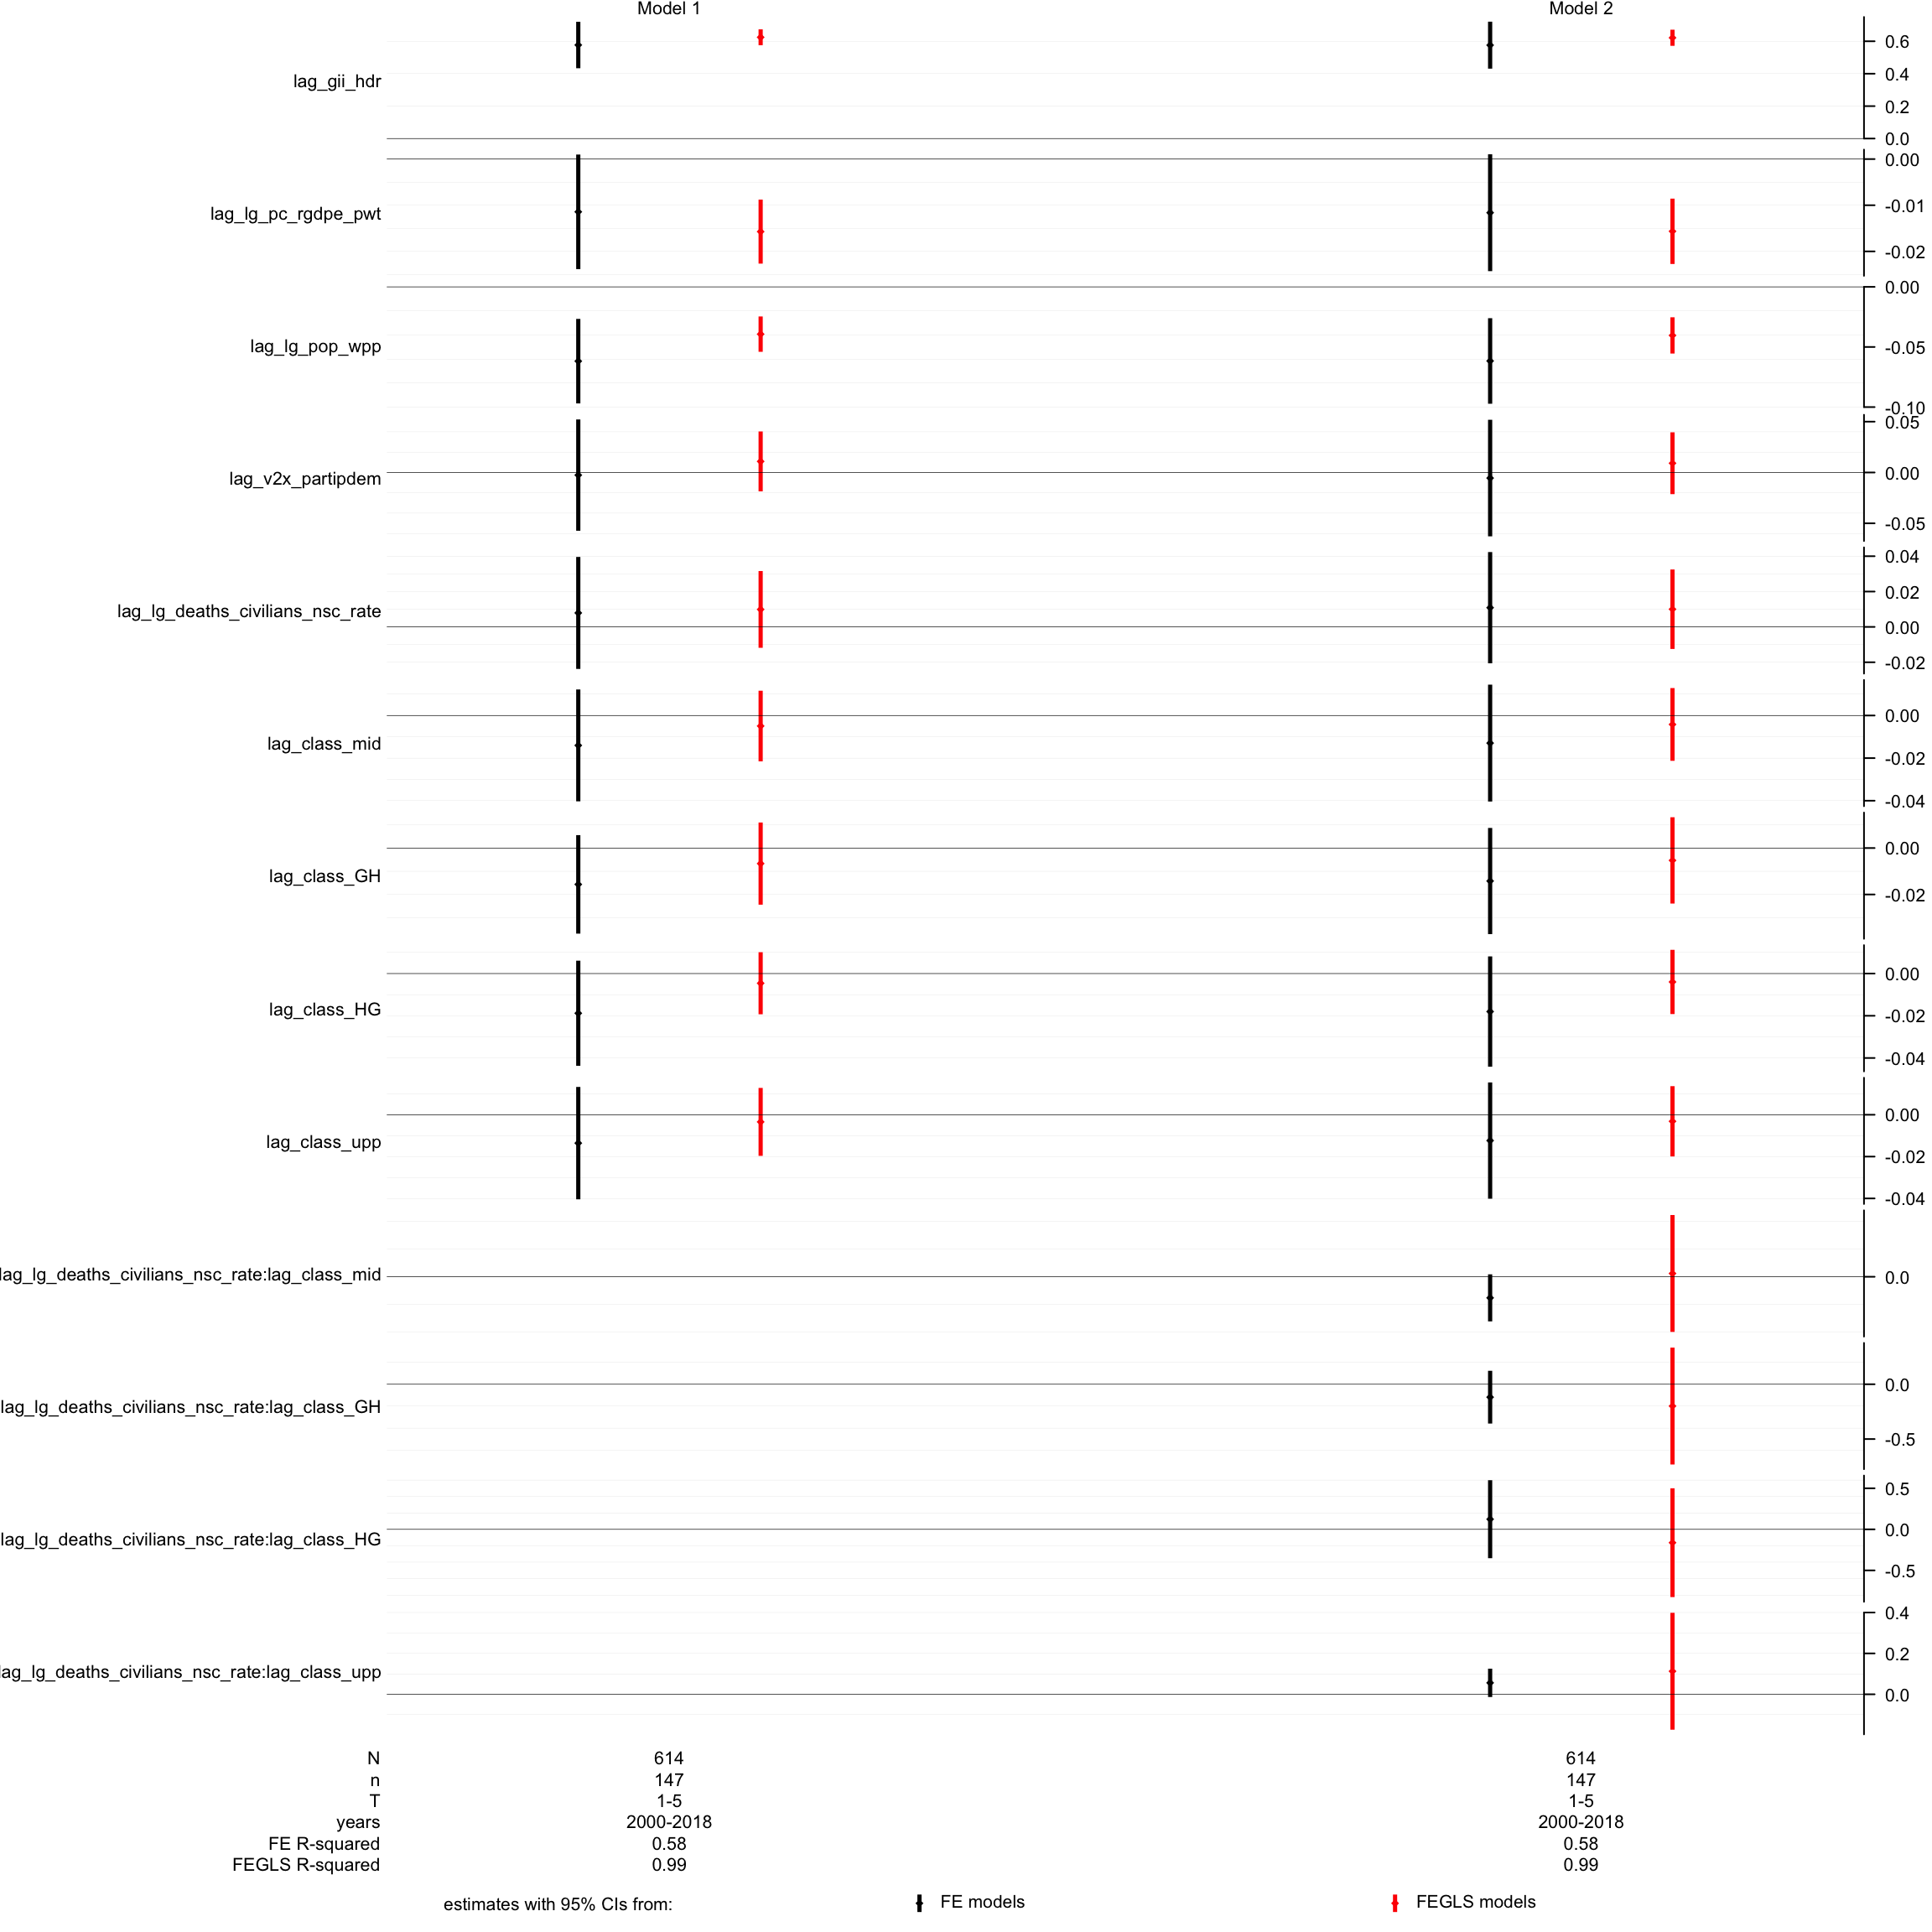 Model 1 Model 2
lag_gii_hdr
0.6
0.4
0.2
0.0
lag_lg_pc_rgdpe_pwt
0.00
-0.01
-0.02
lag_lg_pop_wpp
0.00
-0.05
-0.10
lag_v2x_partipdem
0.05
0.00
-0.05
lag_lg_deaths_civilians_nsc_rate
0.04
0.02
0.00
-0.02
lag_class_mid
0.00
-0.02
-0.04
lag_class_GH
0.00
-0.02
lag_class_HG
0.00
-0.02
-0.04
lag_class_upp
0.00
-0.02
-0.04
lag_lg_deaths_civilians_nsc_rate:lag_class_mid
0.0
lag_lg_deaths_civilians_nsc_rate:lag_class_GH
0.0
-0.5
lag_lg_deaths_civilians_nsc_rate:lag_class_HG
0.5
0.0
-0.5
lag_lg_deaths_civilians_nsc_rate:lag_class_upp
0.4
0.2
0.0
N 614 614
n 147 147
T 1-5 1-5
years 2000-2018 2000-2018
FE R-squared 0.58 0.58
FEGLS R-squared 0.99 0.99
estimates with 95% CIs from: FE models FEGLS models